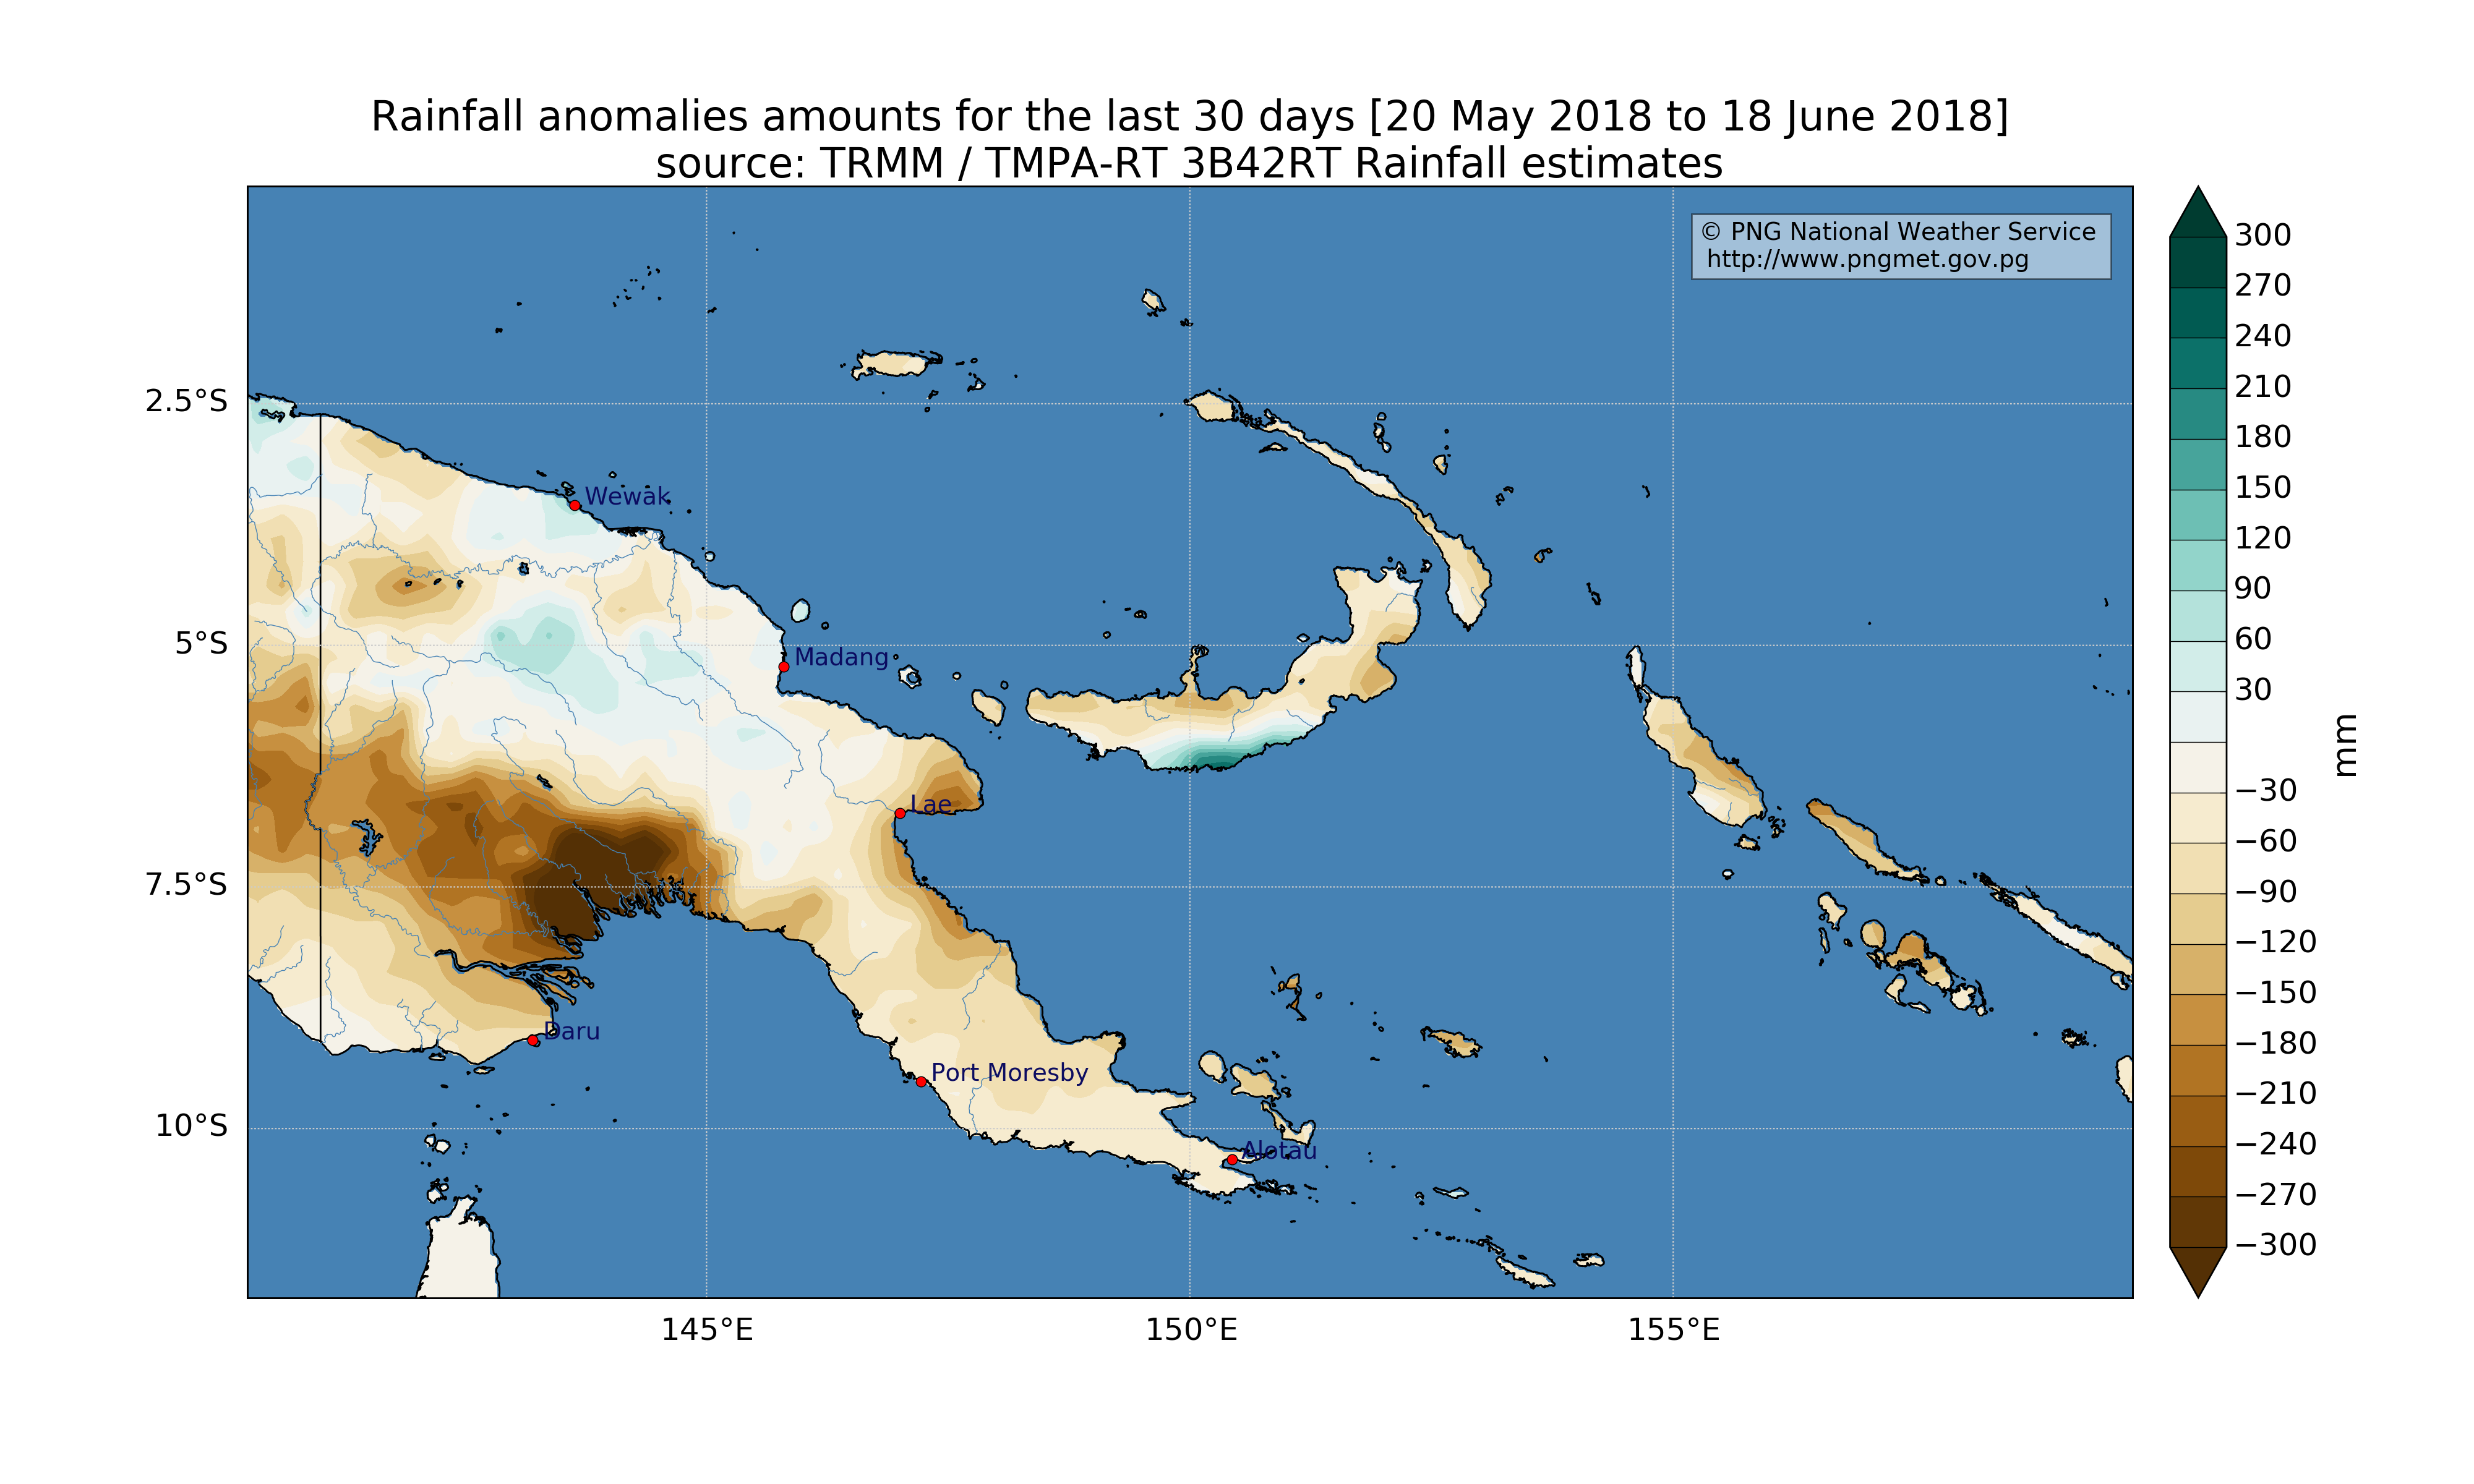 Rainfall anomalies amounts for the last 30 days [20 May 2018 to 18 June 2018]
source: TRMM / TMPA-RT 3B42RT Rainfall estimates
© PNG National Weather Service
http://www.pngmet.gov.pg
2.5°S
5°S
7.5°S
10°S
Wewak
Madang
Lae
Daru
Port Moresby
Alotau
145°E
150°E
155°E
300
270
240
210
180
150
120
90
60
30
−30
−60
−90
−120
−150
−180
−210
−240
−270
−300
mm